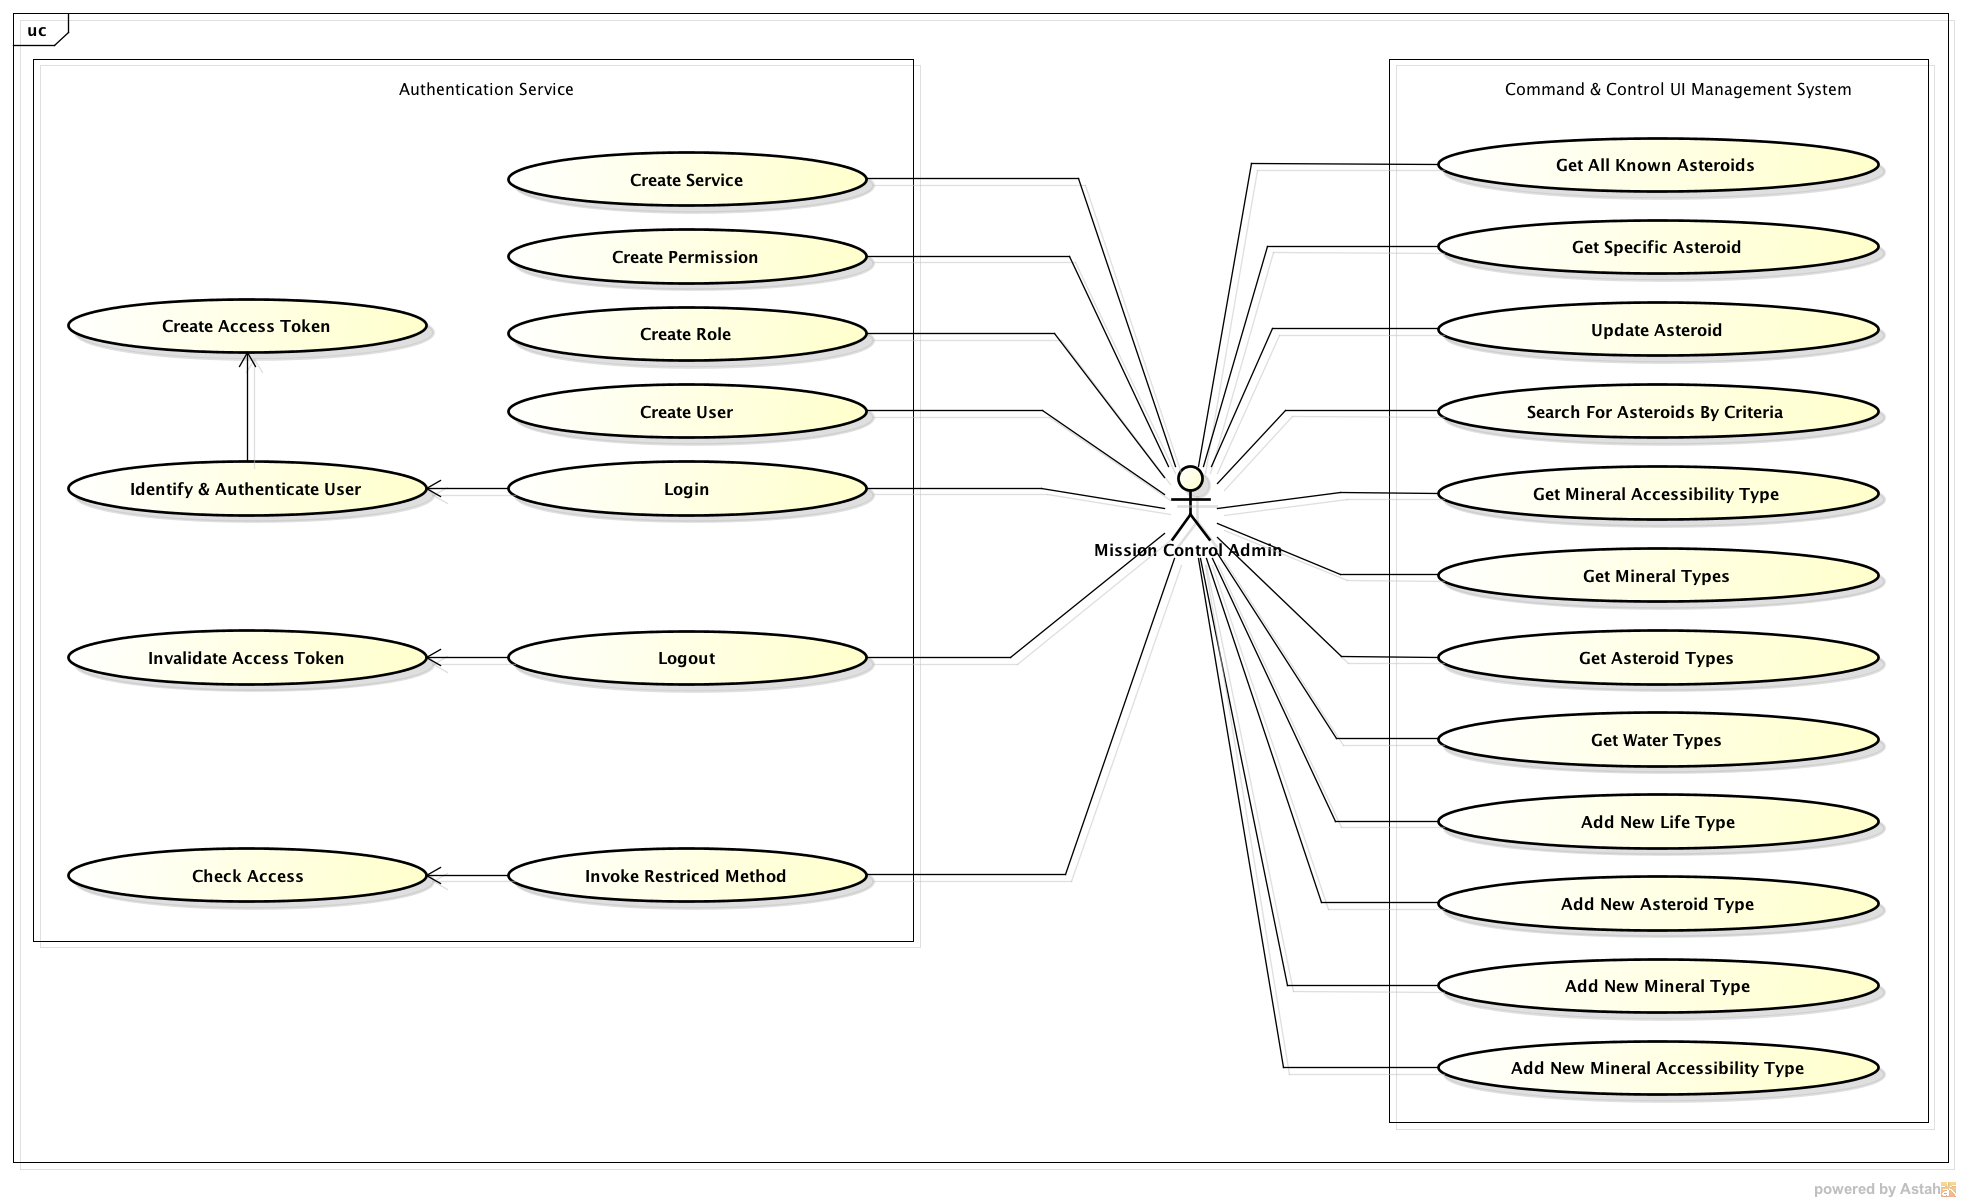 uc
Authentication Service
Create Service
Create Permission
Create Role
Create User
Create Access Token
Identify & Authenticate User
Login
Invalidate Access Token
Logout
Check Access
Invoke Restriced Method
Mission Control Admin
Command & Control UI Management System
Get All Known Asteroids
Get Specific Asteroid
Update Asteroid
Search For Asteroids By Criteria
Get Mineral Accessibility Type
Get Mineral Types
Get Asteroid Types
Get Water Types
Add New Life Type
Add New Asteroid Type
Add New Mineral Type
Add New Mineral Accessibility Type
powered by Astah